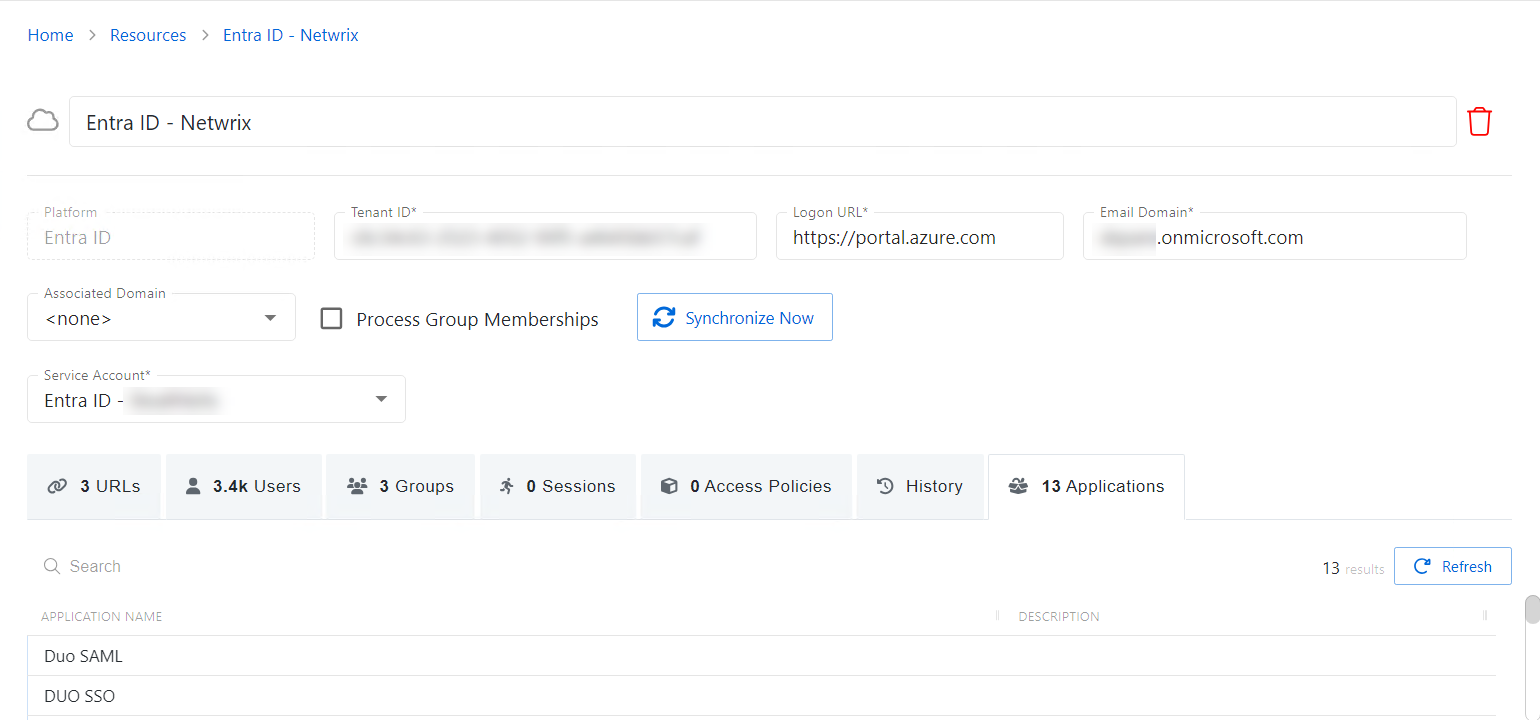 Home > Resources > Entra ID - Netwrix
Entra ID - Netwrix
Platform Tenant ID* Logon URL* Email Domain*
Entra ID https://portal.azure.com .onmicrosoft.com
Associated Domain
<none> Process Group Memberships Synchronize Now
Service Account*
Entra ID -
3 URLs 3.4k Users 3 Groups 0 Sessions 0 Access Policies History 13 Applications
Search 13 results Refresh
APPLICATION NAME DESCRIPTION
Duo SAML
DUO SSO